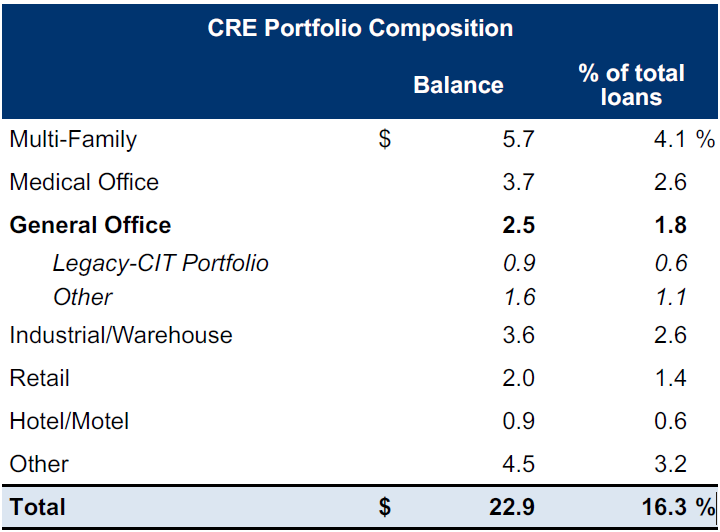 CRE Portfolio Composition
Balance % of total loans
Multi-Family $ 5.7 4.1 %
Medical Office 3.7 2.6
General Office 2.5 1.8
Legacy-CIT Portfolio 0.9 0.6
Other 1.6 1.1
Industrial/Warehouse 3.6 2.6
Retail 2.0 1.4
Hotel/Motel 0.9 0.6
Other 4.5 3.2
Total $ 22.9 16.3 %